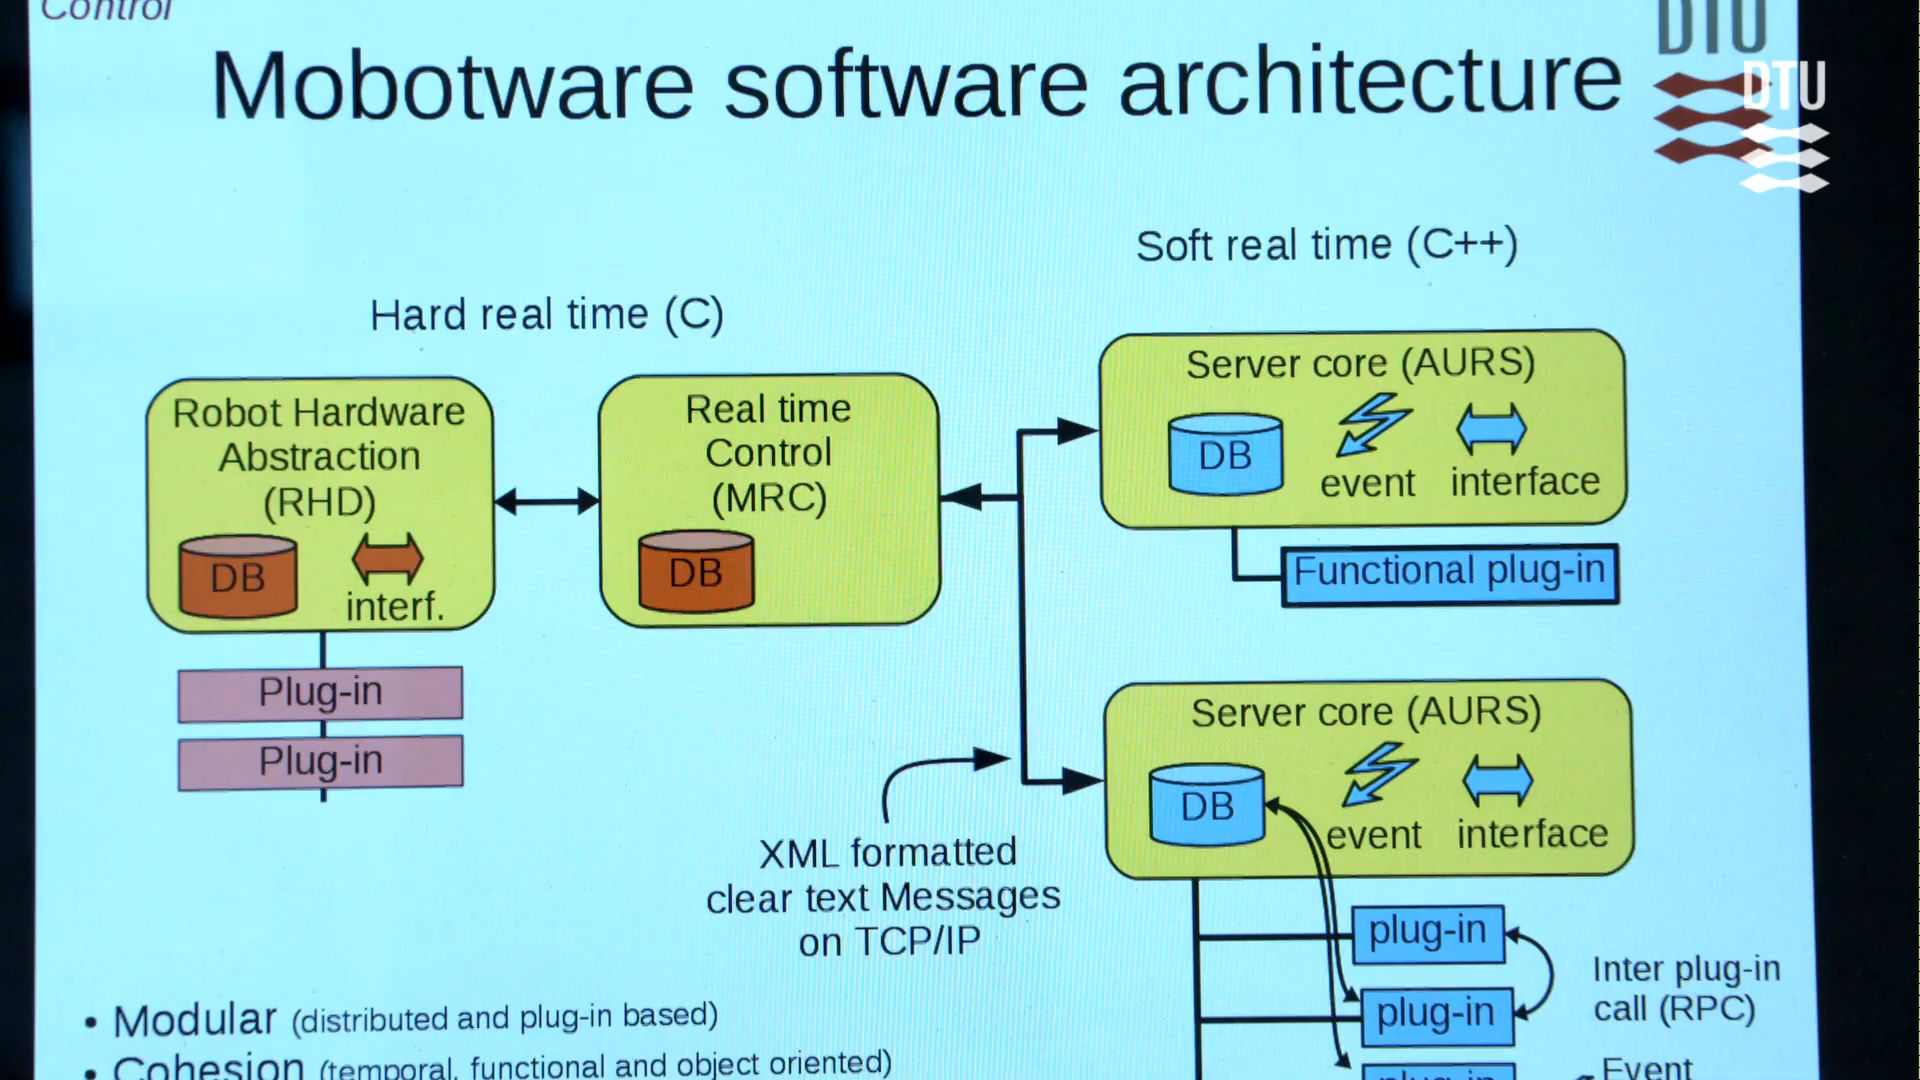 Control
Mobotware software architecture
DTU
DTU
Soft real time (C++)
Hard real time (C)
Robot Hardware
Abstraction
(RHD)
DB
interf.
Plug-in
Plug-in
Real time
Control
(MRC)
DB
Server core (AURS)
DB
event
interface
Functional plug-in
Server core (AURS)
DB
event
interface
XML formatted
clear text Messages
on TCP/IP
plug-in
plug-in
plug-in
Inter plug-in
call (RPC)
Event
• Modular (distributed and plug-in based)
• Cohesion (temporal, functional and object oriented)